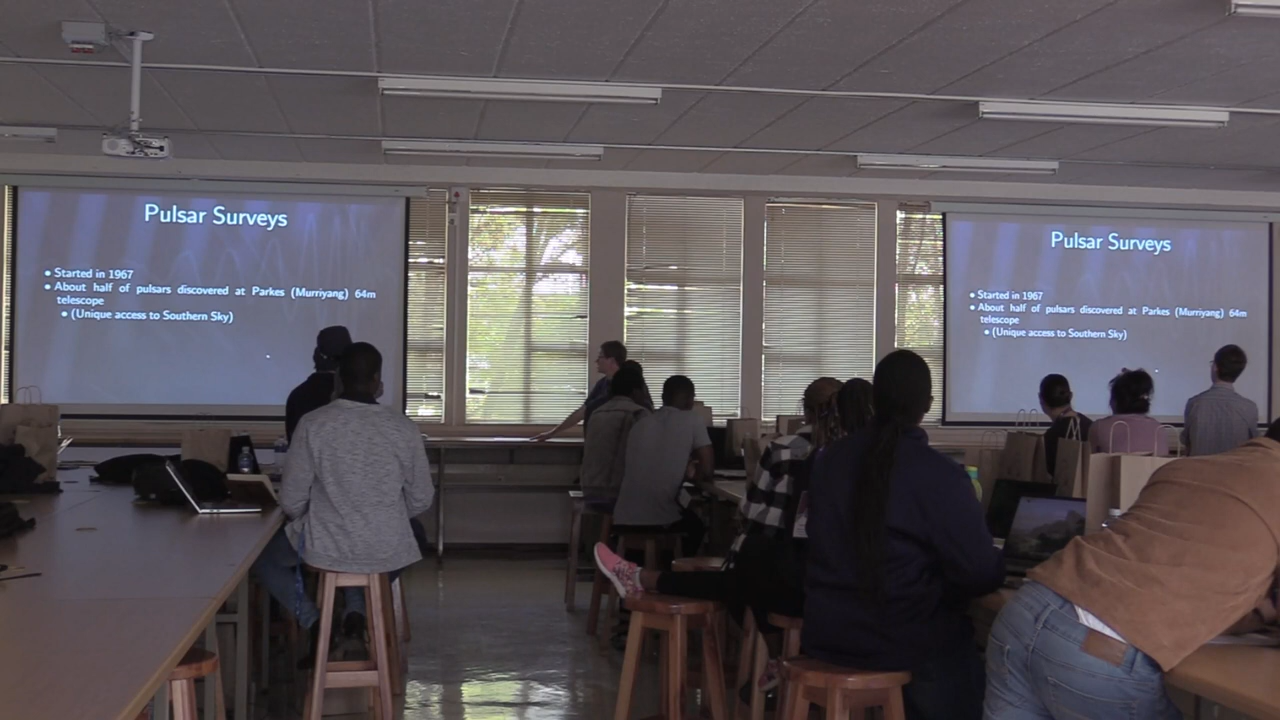 Pulsar Surveys
• Started in 1967
• About half of pulsars discovered at Parkes (Murriyang) 64m
telescope
• (Unique access to Southern Sky)
Pulsar Surveys
• Started in 1967
• About half of pulsars discovered at Parkes (Murriyang) 64m
telescope
• (Unique access to Southern Sky)